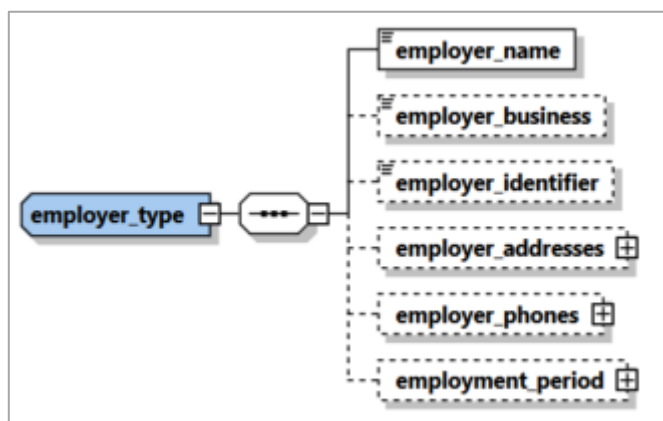 employer_name
employer_business
employer_identifier
employer_type
employer_addresses
employer_phones
employment_period